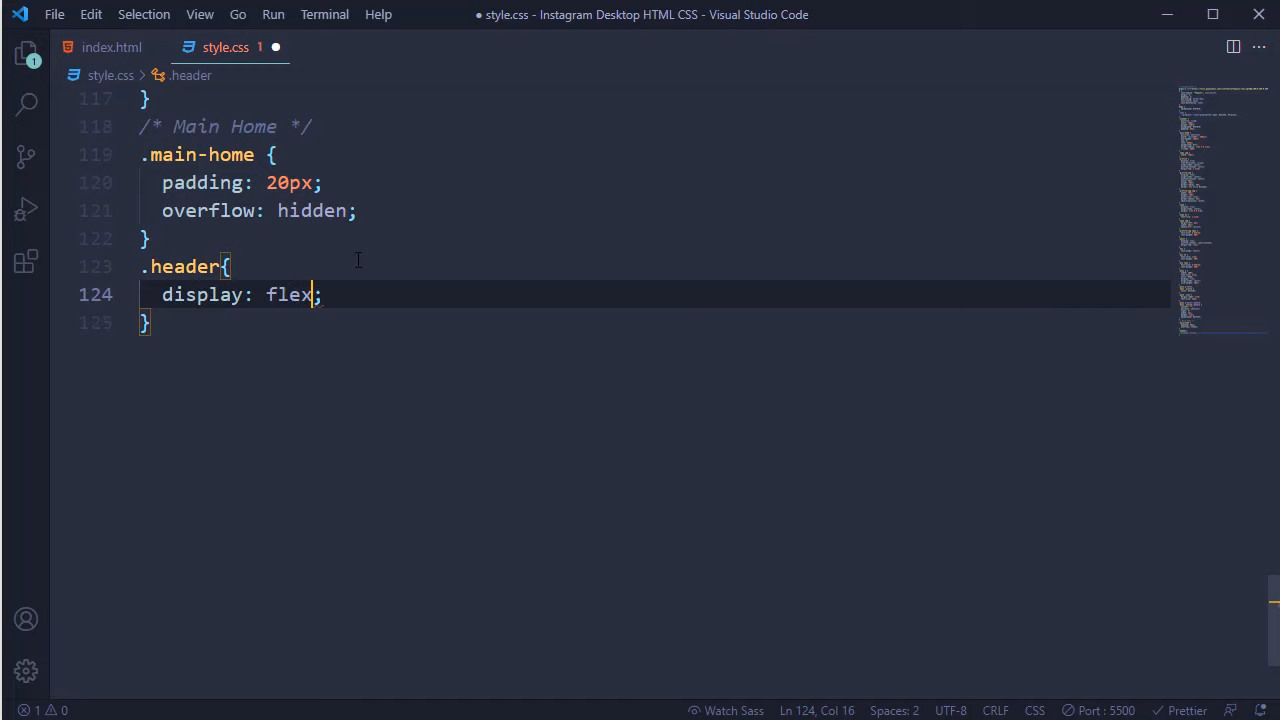 File Edit Selection View Go Run Terminal Help ● style.css - Instagram Desktop HTML CSS - Visual Studio Code
index.html style.css 1
style.css > .header
117 }
118 /* Main Home */
119 .main-home {
120 padding: 20px;
121 overflow: hidden;
122 }
123 .header{
124 display: flex;
125 }
1
1 0 Watch Sass Ln 124, Col 16 Spaces: 2 UTF-8 CRLF CSS Port : 5500 Prettier